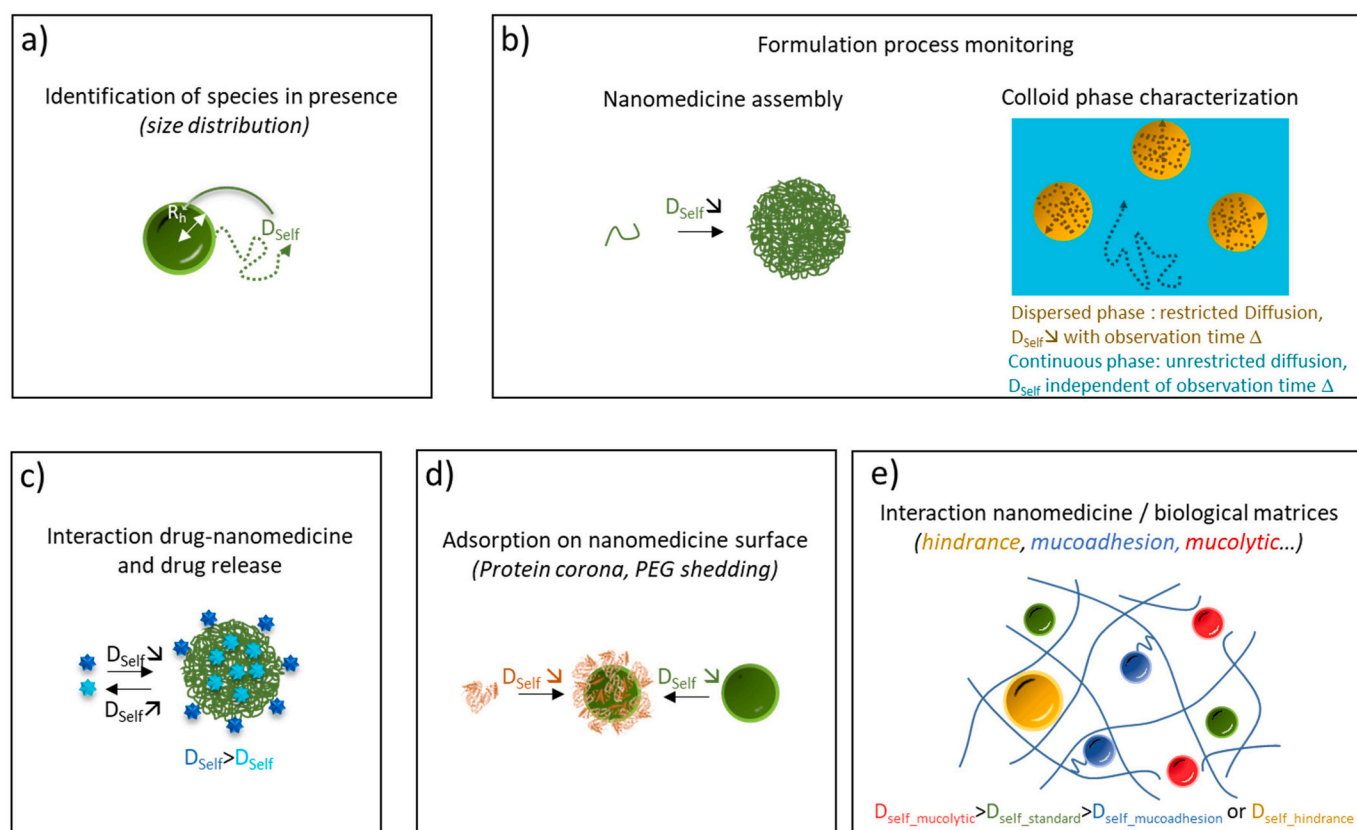 a)
Identification of species in presence
(size distribution)
Rh
DSelf
b)
Formulation process monitoring
Nanomedicine assembly
DSelf ↘
Colloid phase characterization
Dispersed phase : restricted Diffusion,
DSelf ↘ with observation time Δ
Continuous phase: unrestricted diffusion,
DSelf independent of observation time Δ
c)
Interaction drug-nanomedicine
and drug release
DSelf ↘
DSelf ↗
DSelf>DSelf
d)
Adsorption on nanomedicine surface
(Protein corona, PEG shedding)
DSelf ↘
DSelf ↘
e)
Interaction nanomedicine / biological matrices
(hindrance, mucoadhesion, mucolytic...)
Dself_mucolytic>Dself_standard>Dself_mucoadhesion or Dself_hindrance